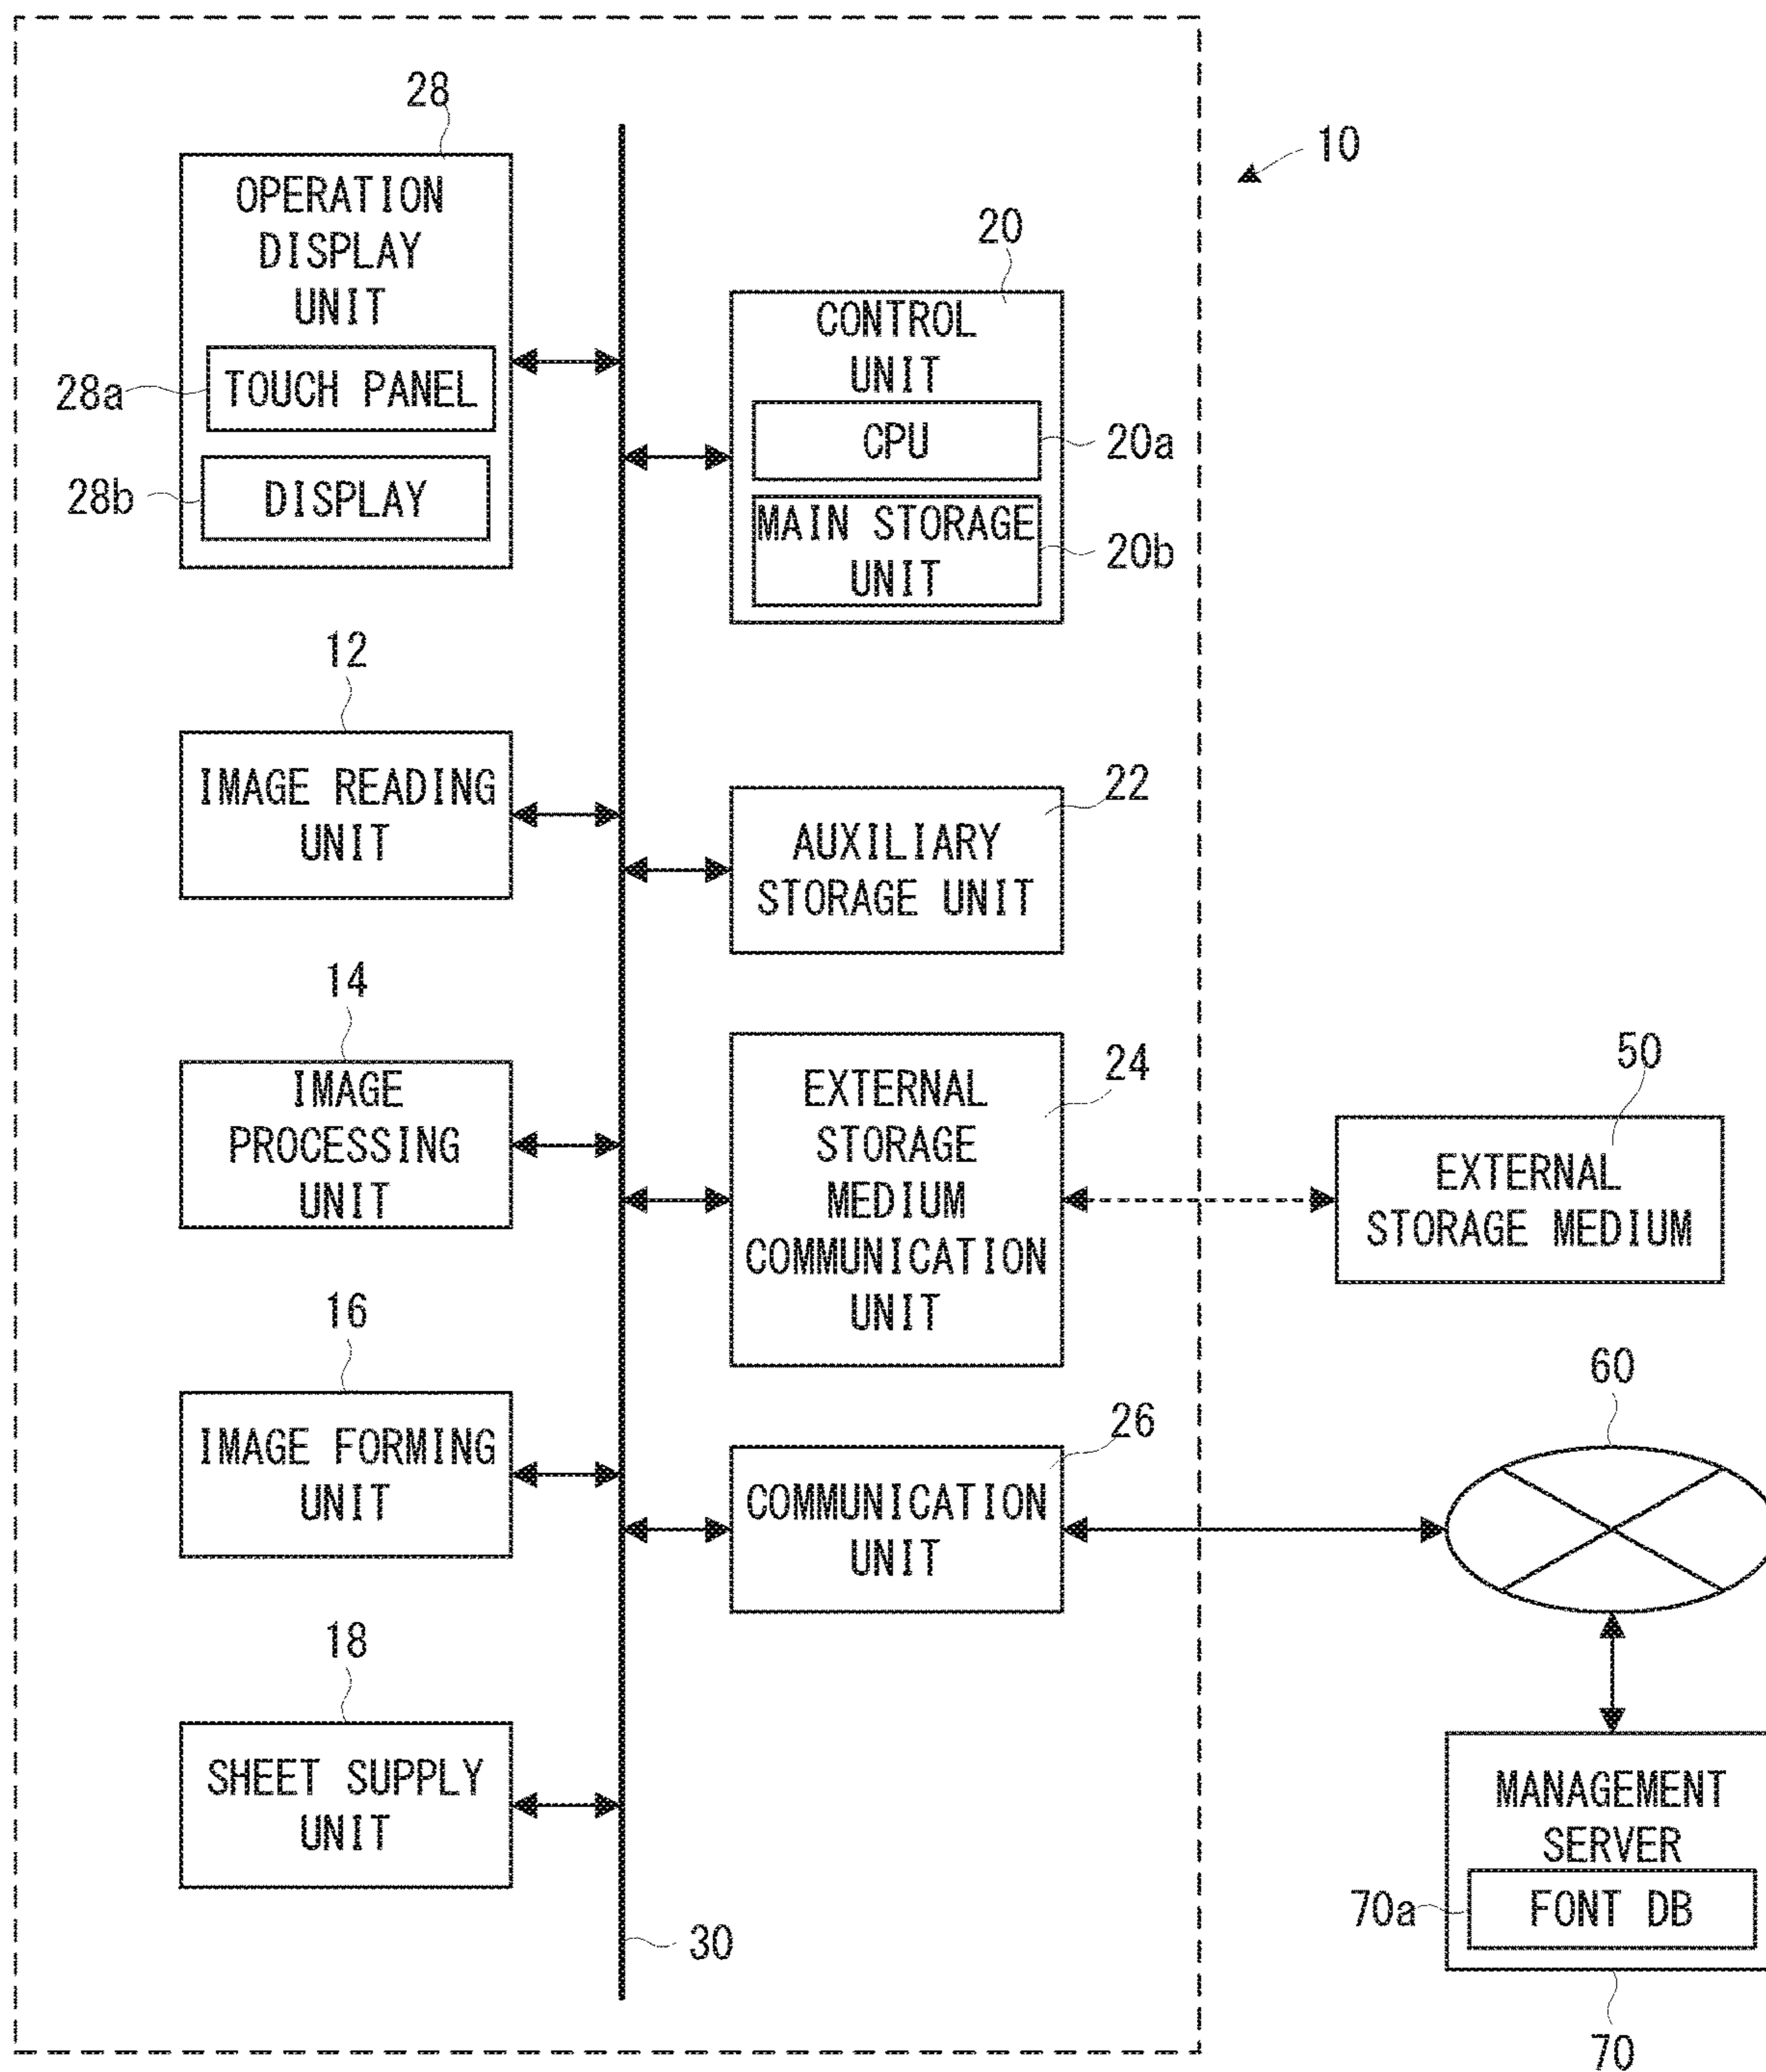 28
OPERATION
DISPLAY
UNIT
28a
TOUCH PANEL
28b
DISPLAY
12
IMAGE READING
UNIT
14
IMAGE
PROCESSING
UNIT
16
IMAGE FORMING
UNIT
18
SHEET SUPPLY
UNIT
30
10
20
CONTROL
UNIT
CPU
20a
MAIN STORAGE
UNIT
20b
22
AUXILIARY
STORAGE UNIT
24
EXTERNAL
STORAGE
MEDIUM
COMMUNICATION
UNIT
26
COMMUNICATION
UNIT
50
EXTERNAL
STORAGE MEDIUM
60
MANAGEMENT
SERVER
70a
FONT DB
70